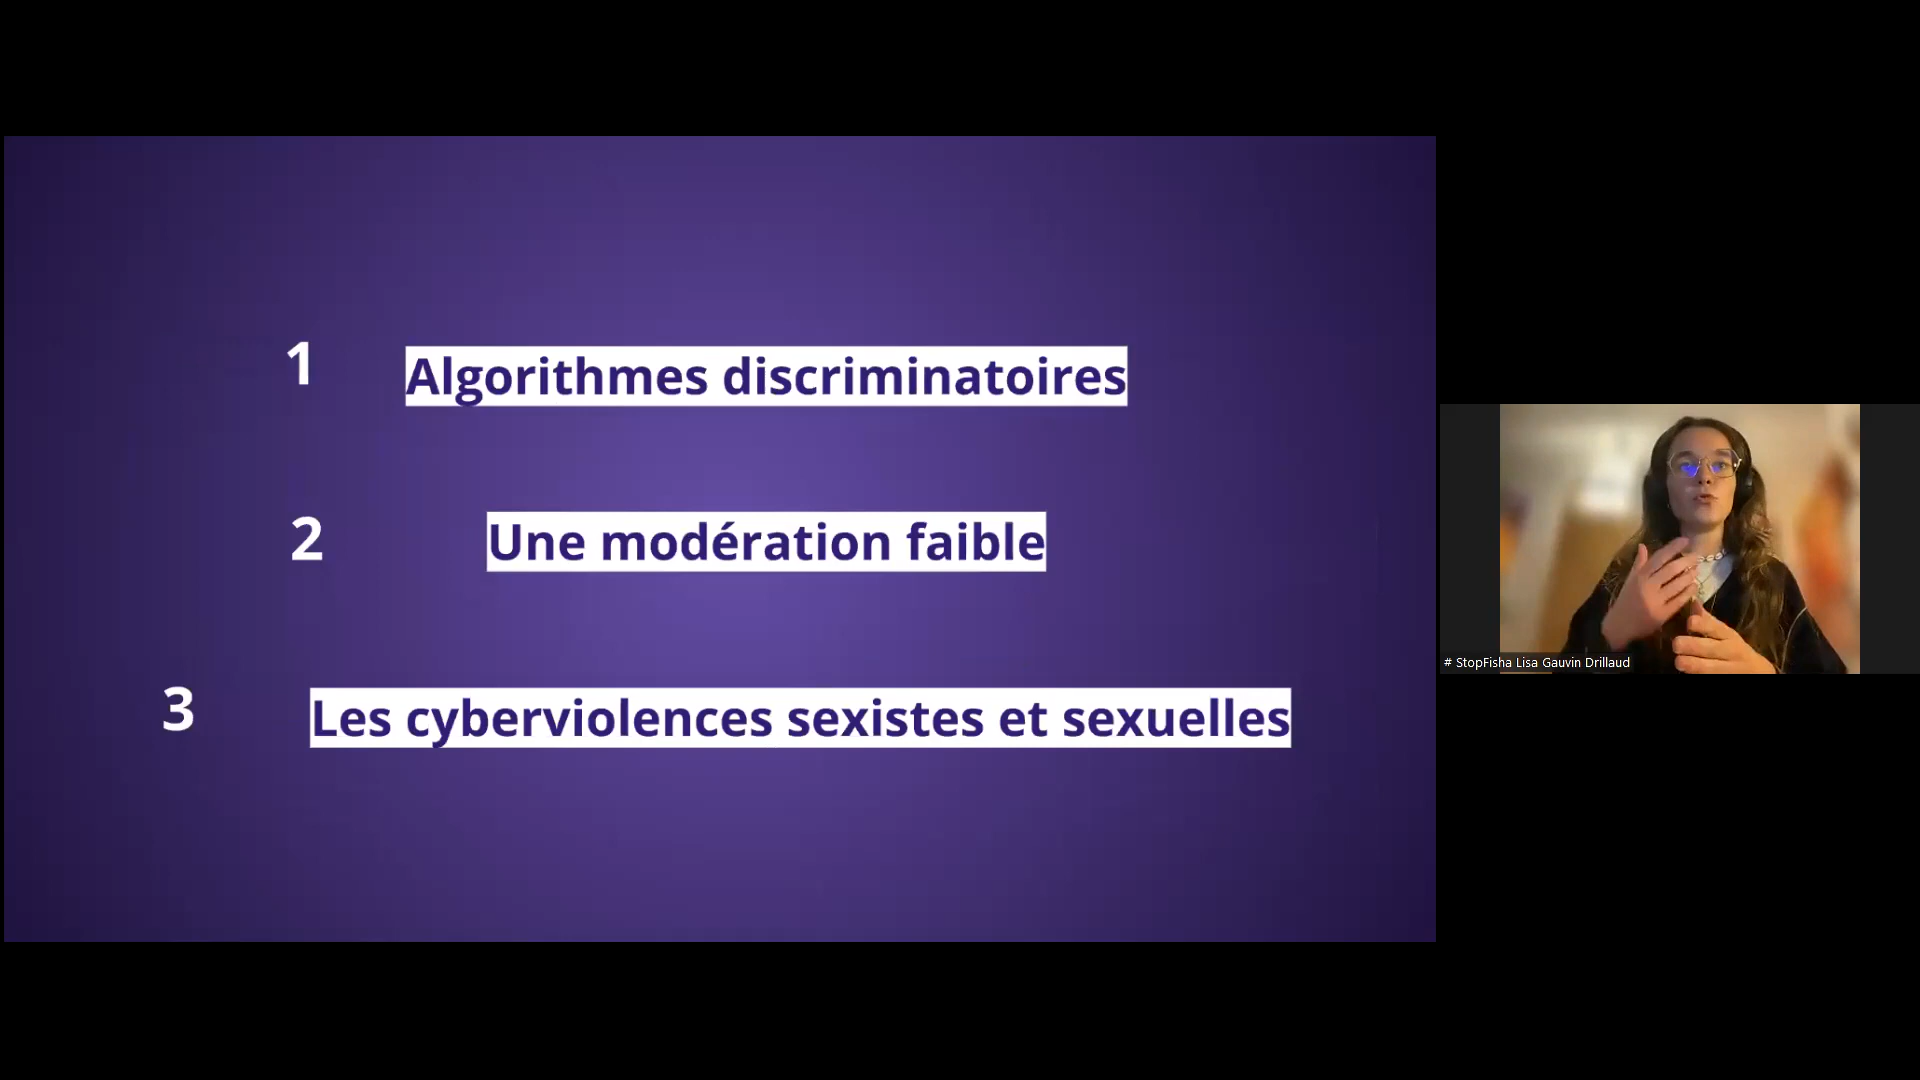 1 Algorithmes discriminatoires
2 Une modération faible
3 Les cyberviolences sexistes et sexuelles
# StopFisha Lisa Gauvin Drillaud